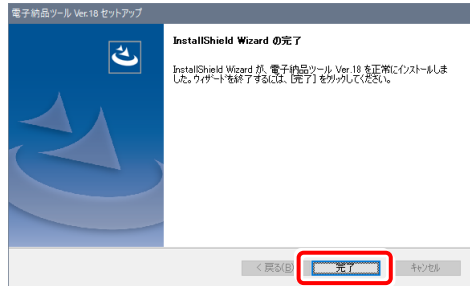 電子納品ツール Ver.18 セットアップ
InstallShield Wizard の完了
InstallShield Wizard が、電子納品ツール Ver.18 を正常にインストールしま
した。ウィザードを終了するには、[完了] をクリックしてください。
< 戻る(B) 完了 キャンセル